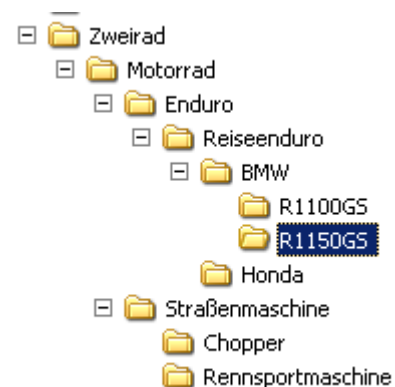 Zweirad
Motorrad
Enduro
Reiseenduro
BMW
R1100GS
R1150GS
Honda
Straßenmaschine
Chopper
Rennsportmaschine